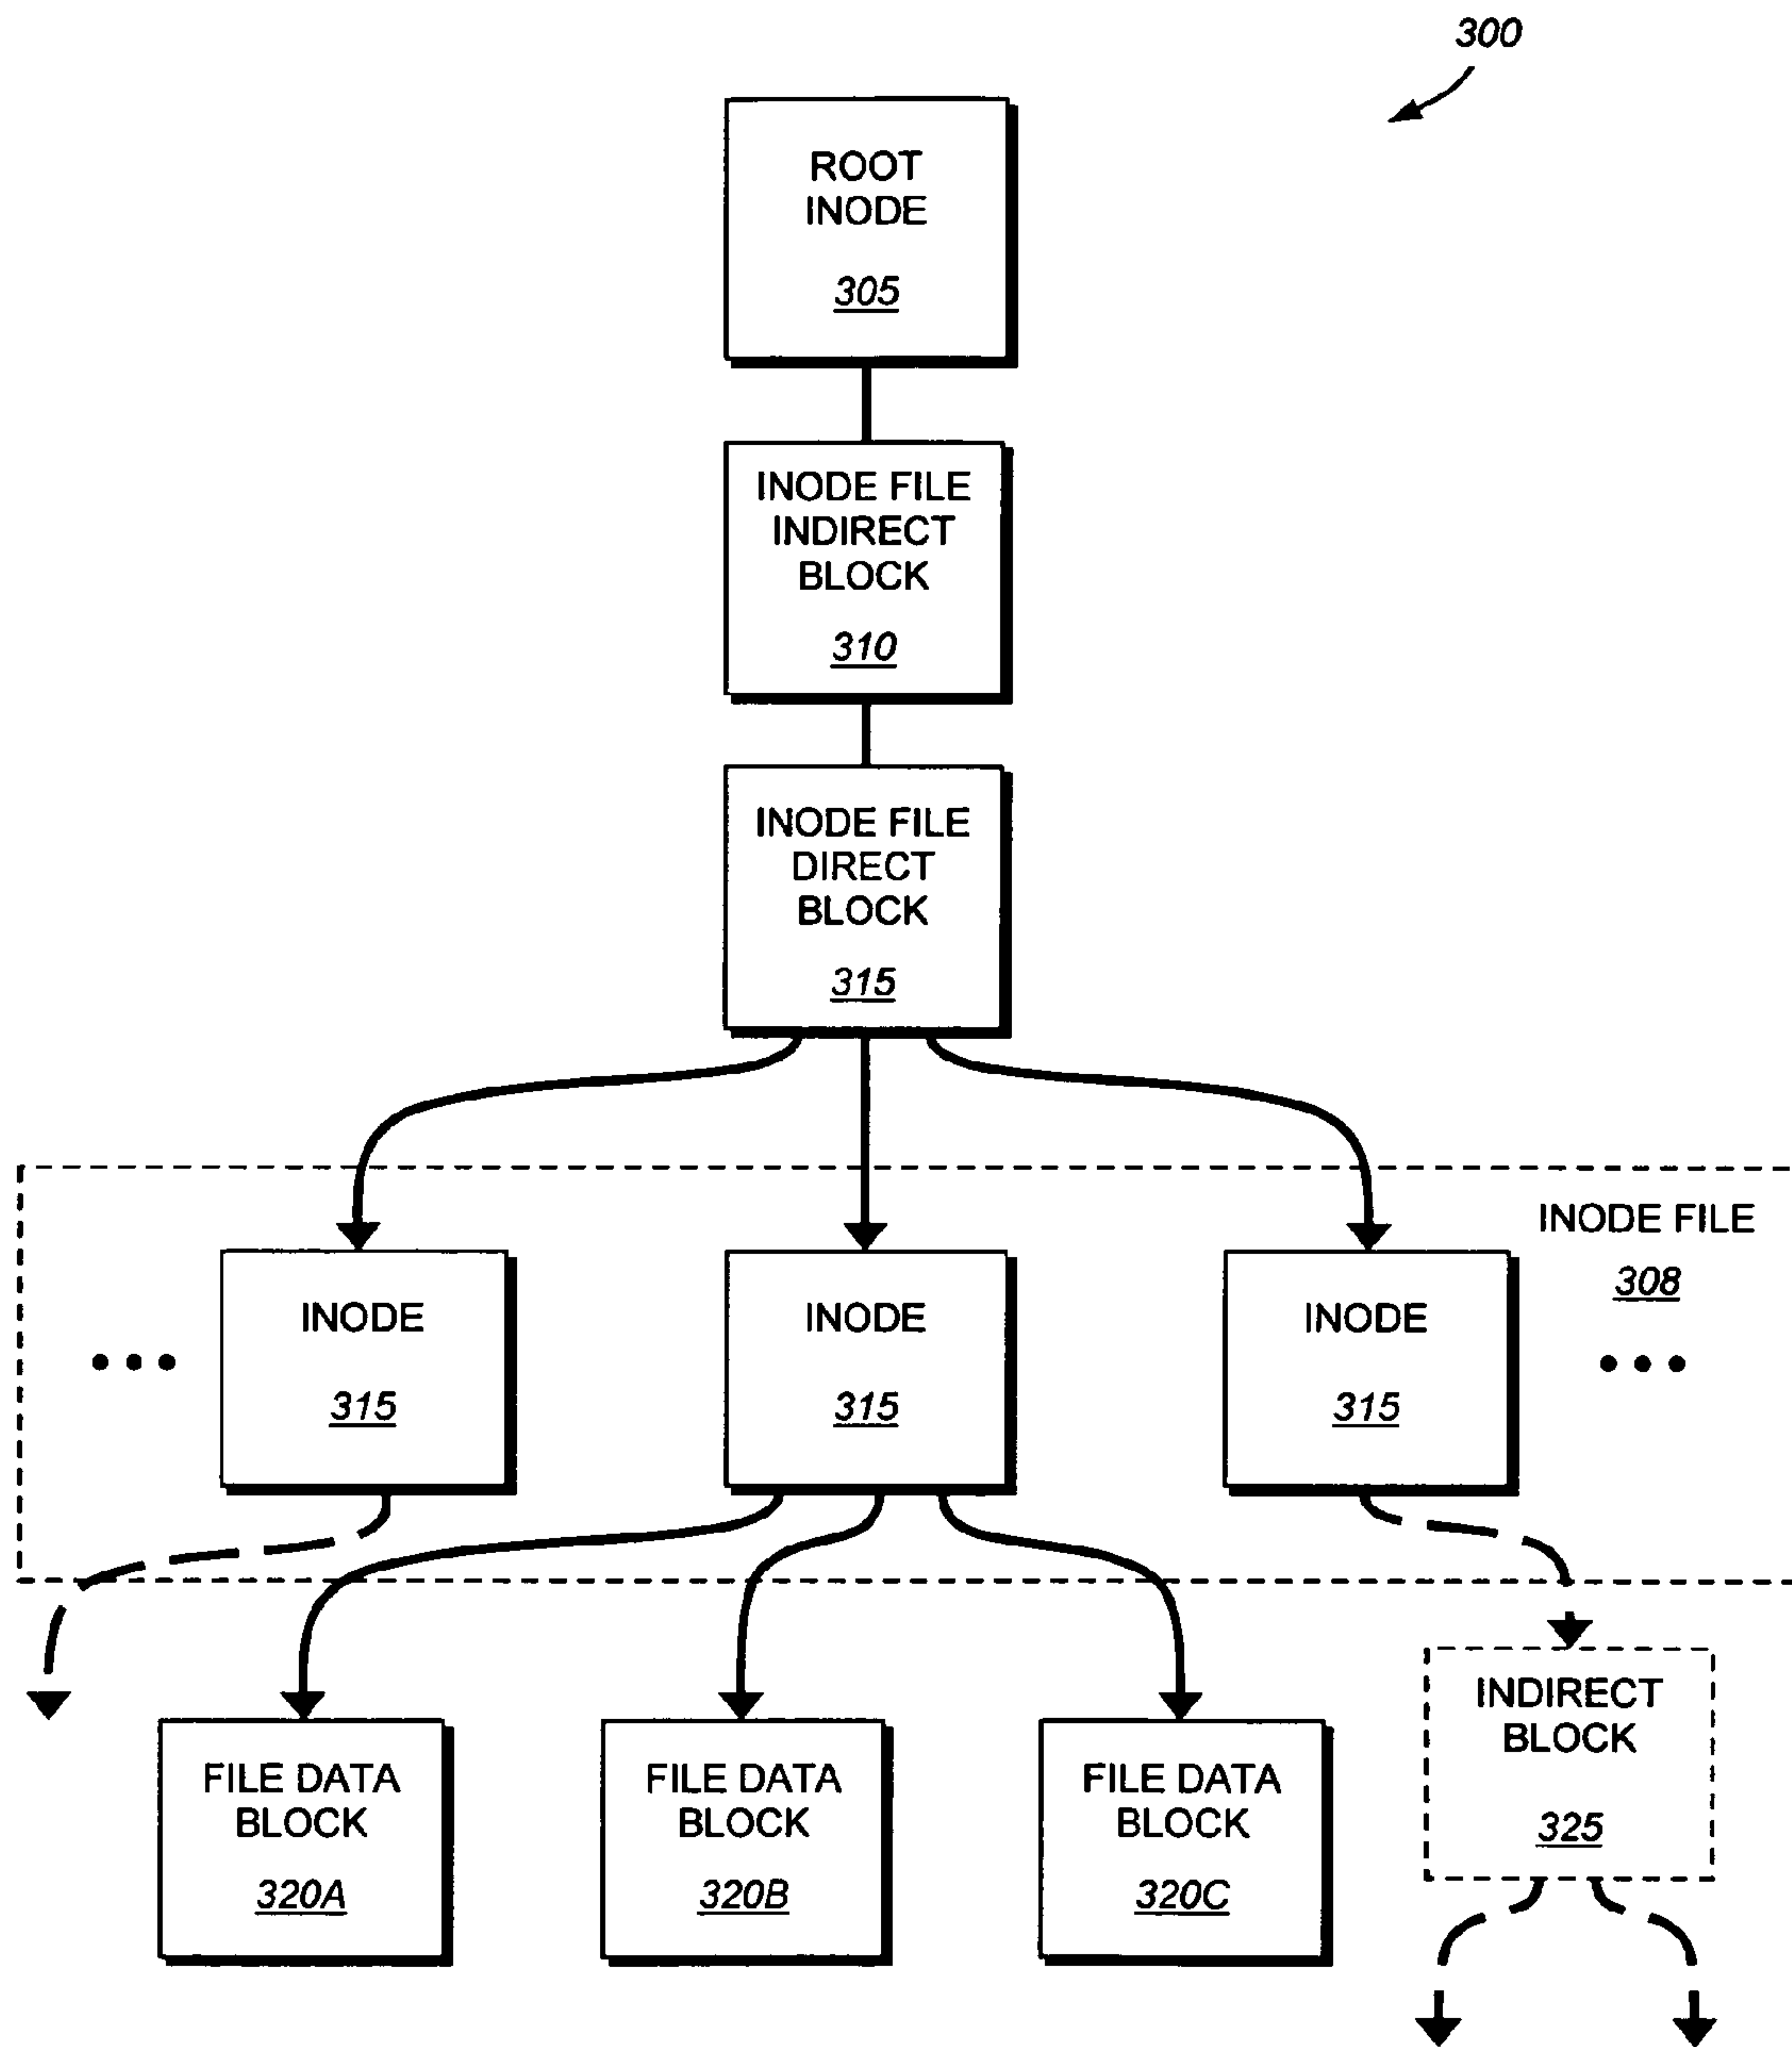 300
ROOT
INODE
305
INODE FILE
INDIRECT
BLOCK
310
INODE FILE
DIRECT
BLOCK
315
INODE FILE
308
INODE
315
INODE
315
INODE
315
FILE DATA
BLOCK
320A
FILE DATA
BLOCK
320B
FILE DATA
BLOCK
320C
INDIRECT
BLOCK
325